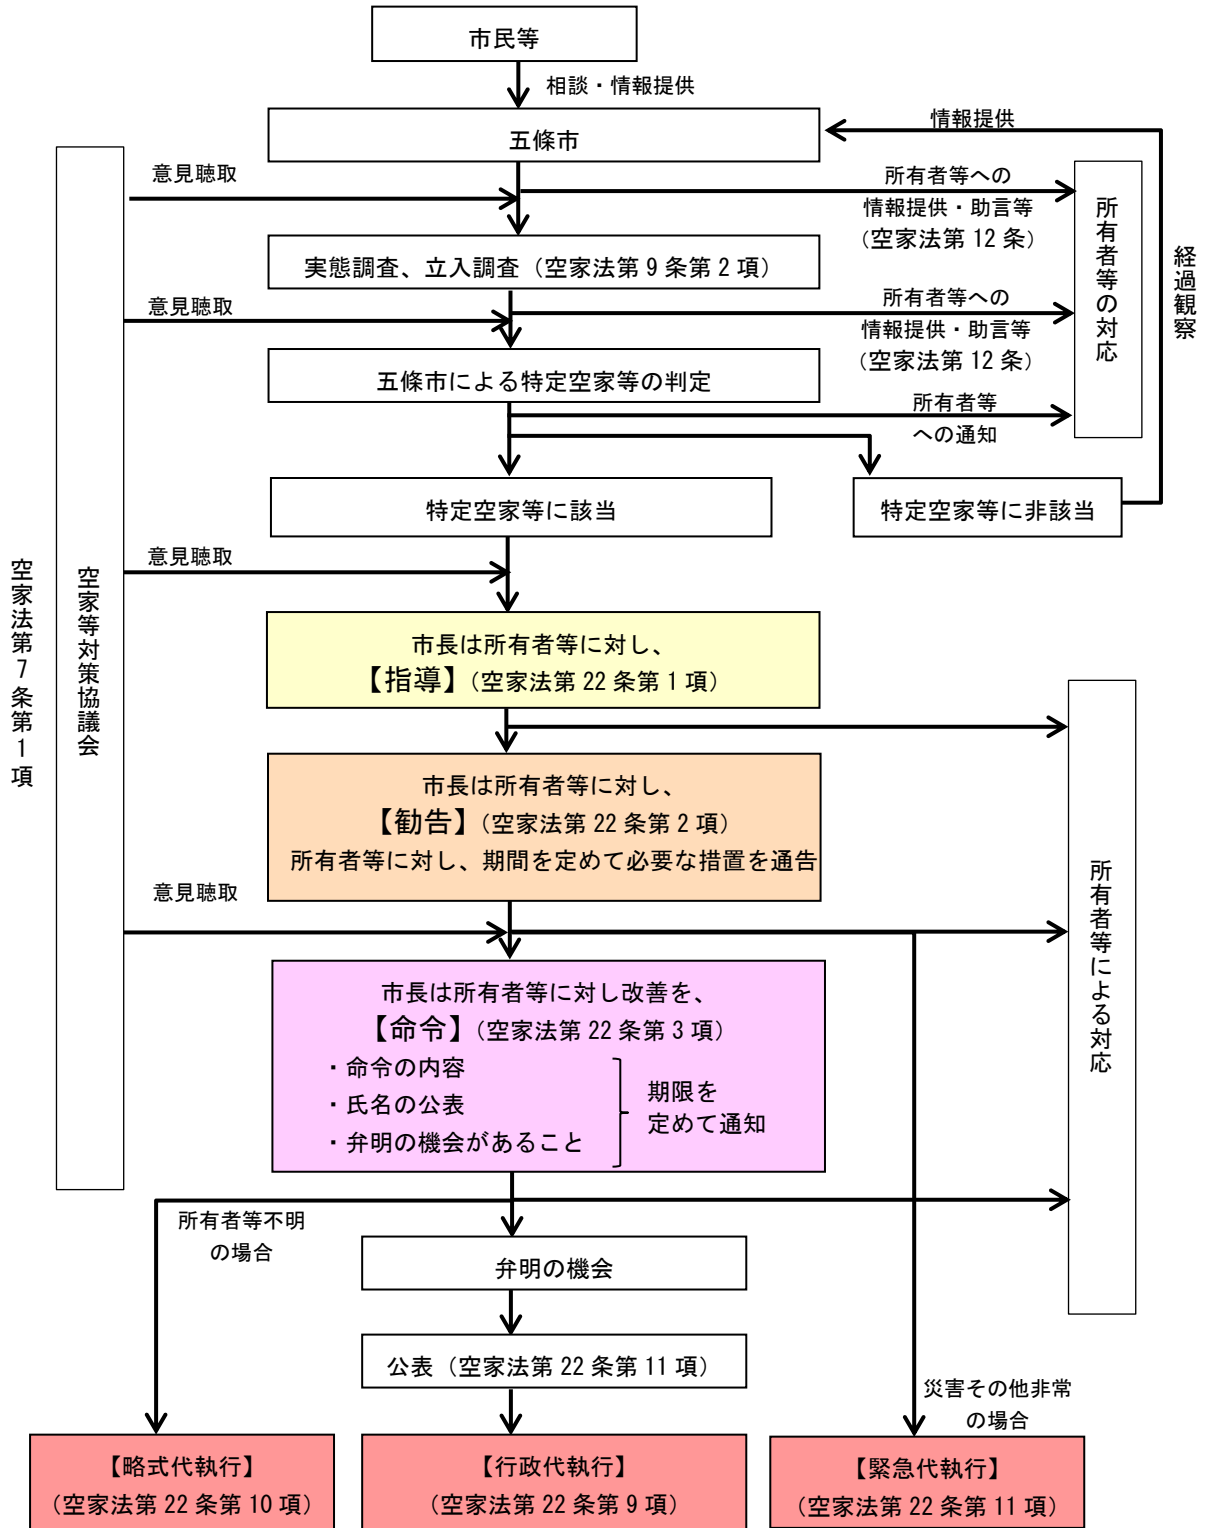 市民等
相談・情報提供
五條市
情報提供
意見聴取
所有者等への
情報提供・助言等
（空家法第 12 条）
実態調査、立入調査（空家法第 9 条第 2 項）
意見聴取
所有者等への
情報提供・助言等
（空家法第 12 条）
所有者等の対応
経過観察
五條市による特定空家等の判定
所有者等
への通知
特定空家等に該当
特定空家等に非該当
意見聴取
空家法第7条第1項
空家等対策協議会
市長は所有者等に対し、
【指導】（空家法第 22 条第 1 項）
市長は所有者等に対し、
【勧告】（空家法第 22 条第 2 項）
所有者等に対し、期間を定めて必要な措置を通告
意見聴取
所有者等による対応
市長は所有者等に対し改善を、
【命令】（空家法第 22 条第 3 項）
・命令の内容
・氏名の公表
・弁明の機会があること
期限を
定めて通知
所有者等不明
の場合
弁明の機会
公表（空家法第 22 条第 11 項）
災害その他非常
の場合
【略式代執行】
（空家法第 22 条第 10 項）
【行政代執行】
（空家法第 22 条第 9 項）
【緊急代執行】
（空家法第 22 条第 11 項）